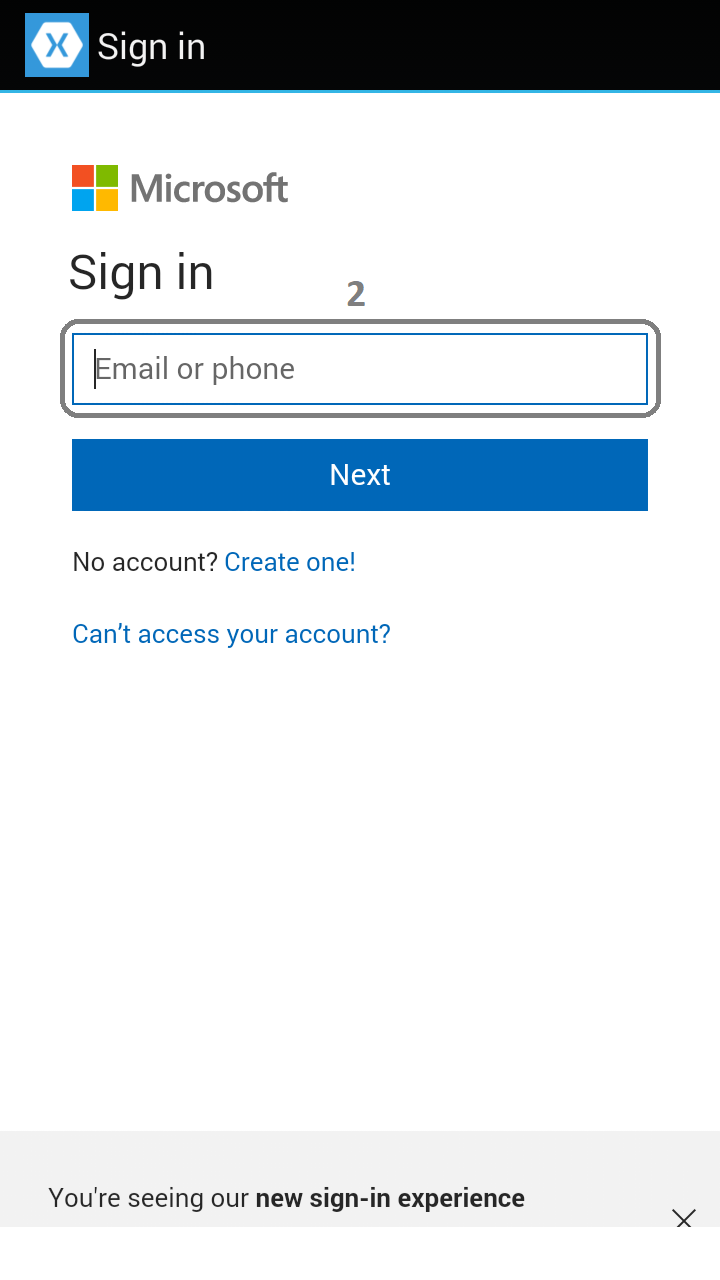 Sign in
Microsoft
Sign in
2
Email or phone
Next
No account? Create one!
Can’t access your account?
You're seeing our new sign-in experience